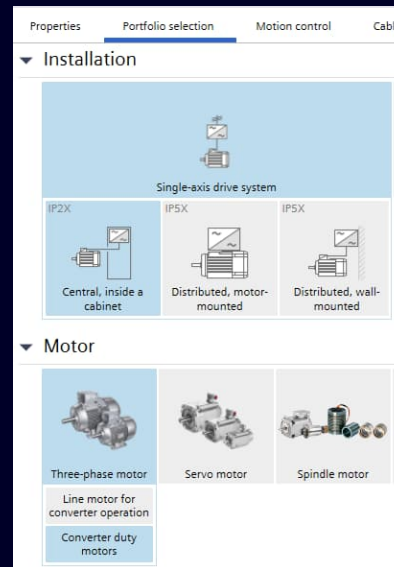 Properties
Portfolio selection
Motion control
Installation
Single-axis drive system
IP2X
IP5X
IP5X
Central, inside a
cabinet
Distributed, motor-
mounted
Distributed, wall-
mounted
Motor
Three-phase motor
Servo motor
Spindle motor
Line motor for
converter operation
Converter duty
motors